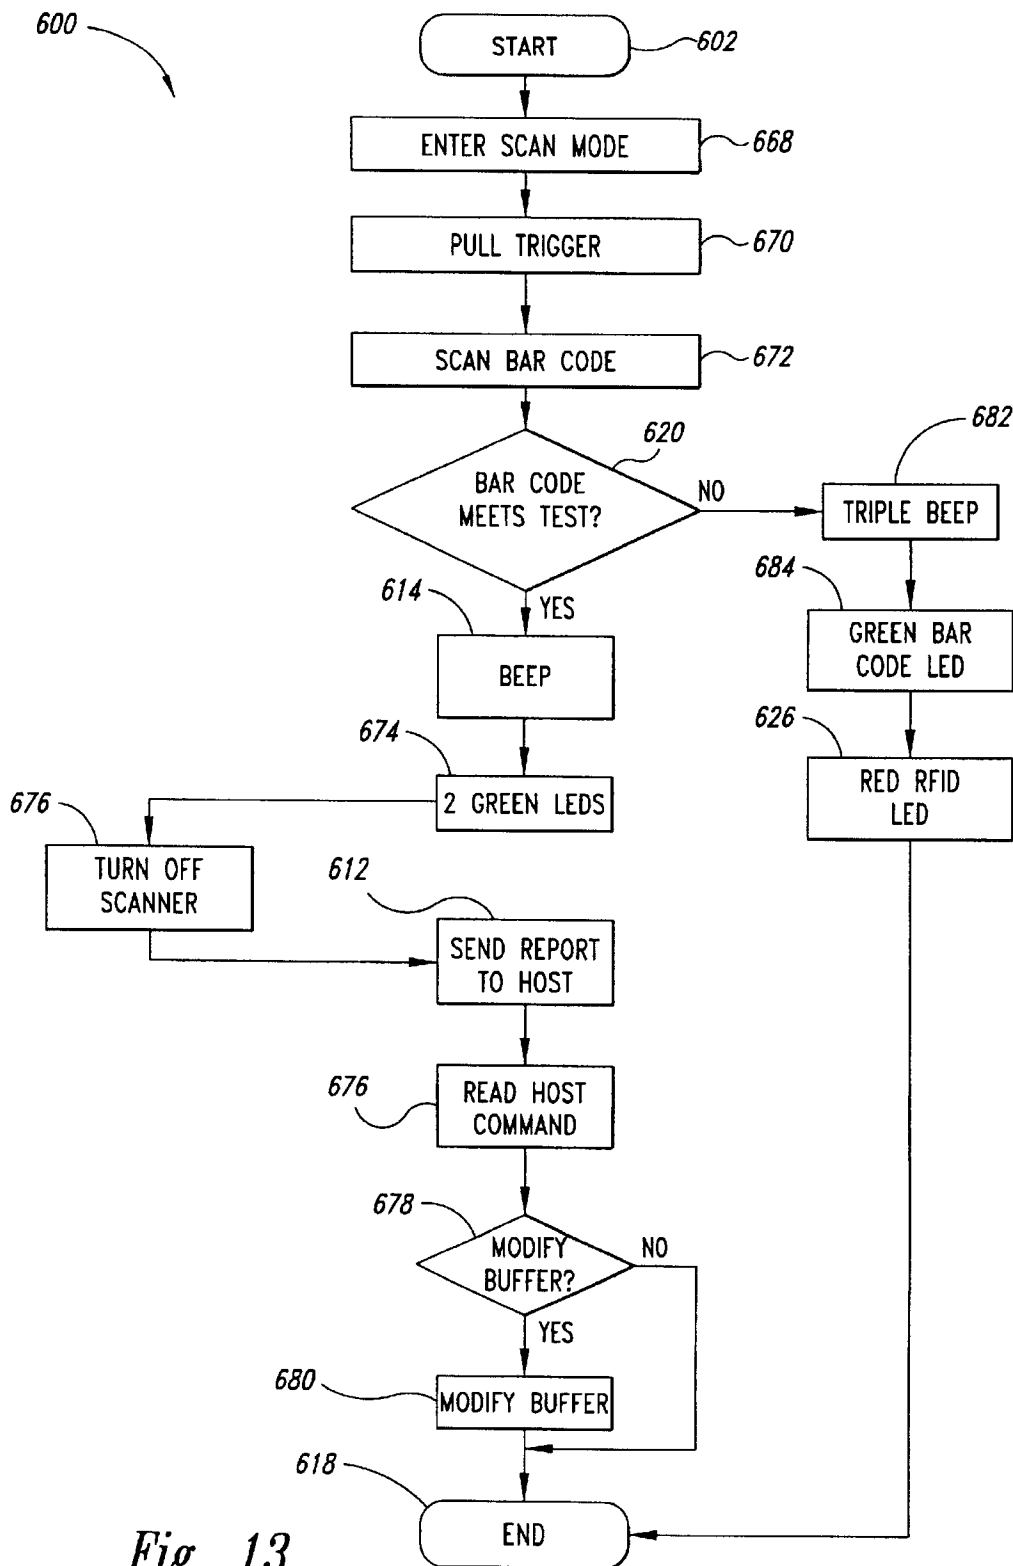 600
START
602
ENTER SCAN MODE
668
PULL TRIGGER
670
SCAN BAR CODE
672
620
682
BAR CODE
MEETS TEST?
NO
TRIPLE BEEP
614
YES
684
BEEP
GREEN BAR
CODE LED
674
626
2 GREEN LEDS
RED RFID
LED
676
TURN OFF
SCANNER
612
SEND REPORT
TO HOST
676
READ HOST
COMMAND
678
MODIFY
BUFFER?
NO
YES
680
MODIFY BUFFER
618
END
Fig. 13